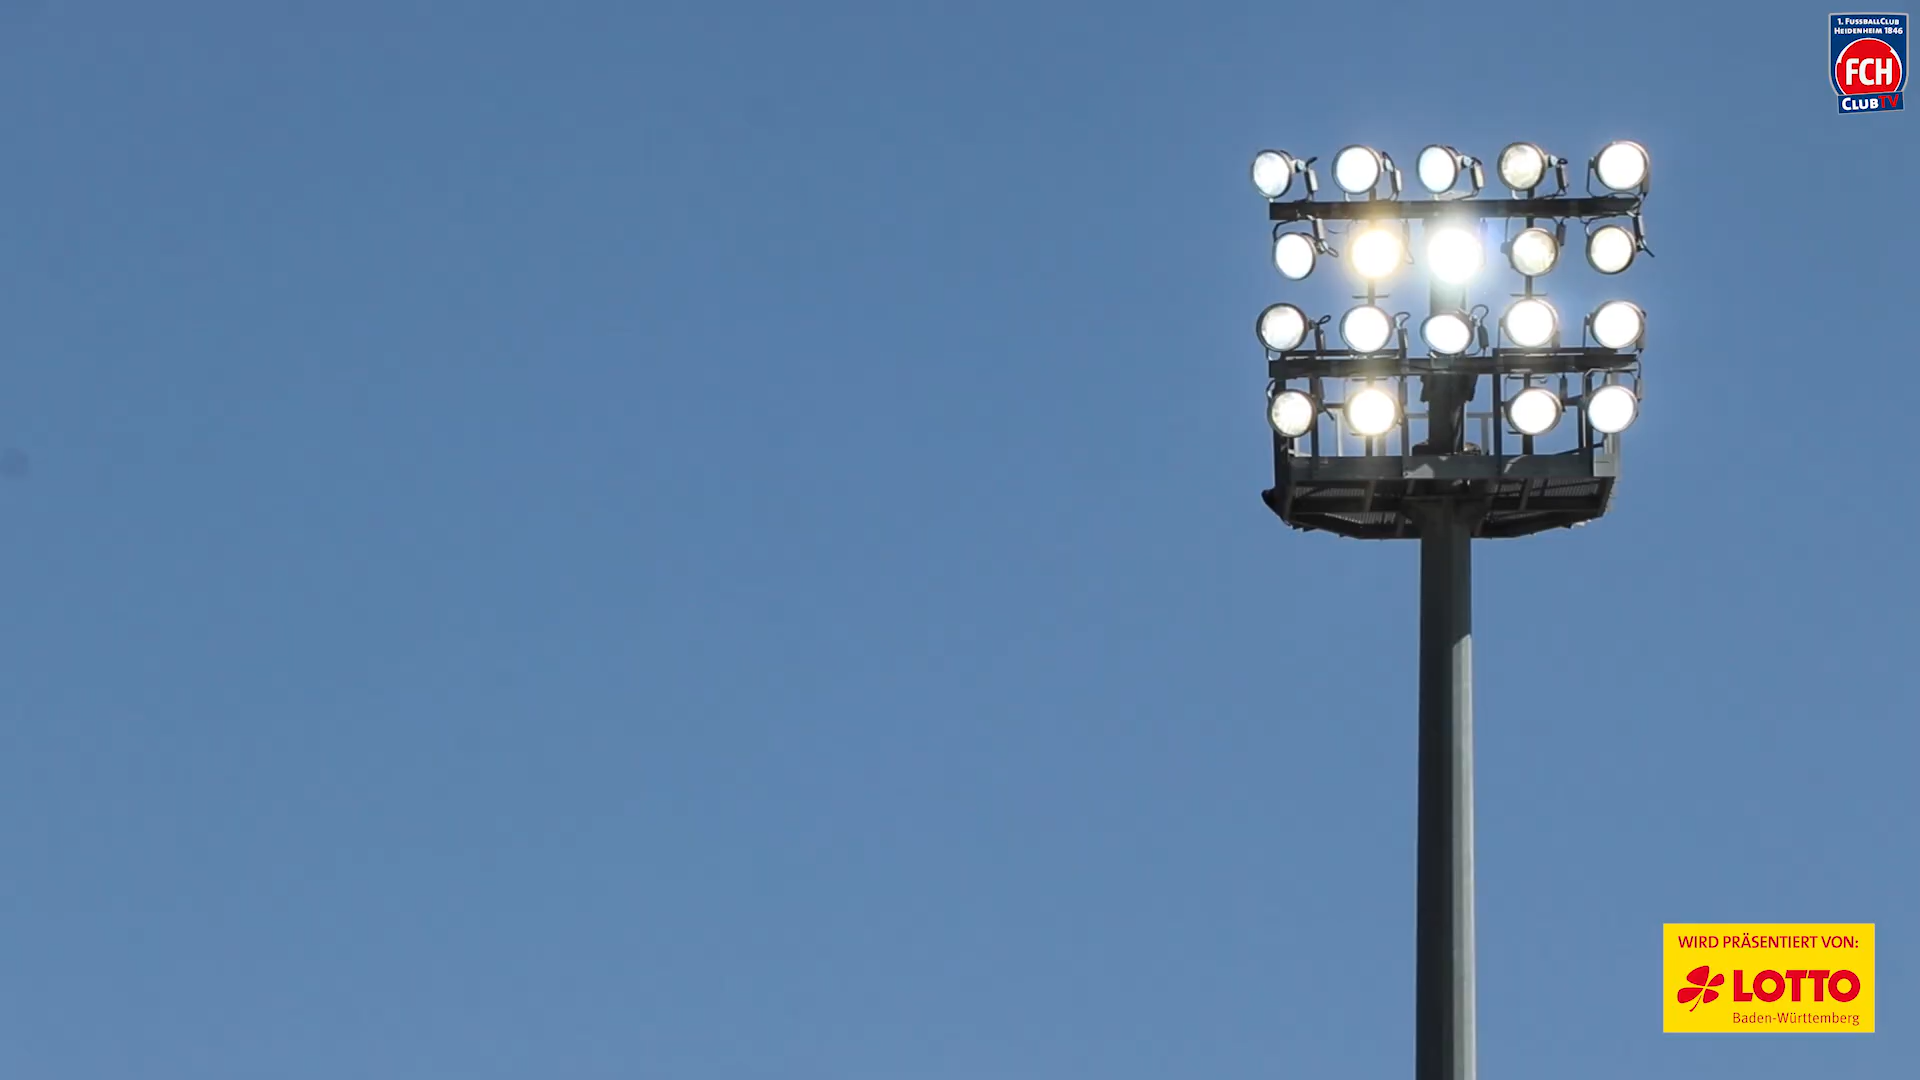 1. FUSSBALLCLUB
HEIDENHEIM 1846
FCH
CLUBTV
WIRD PRÄSENTIERT VON:
LOTTO
Baden-Württemberg